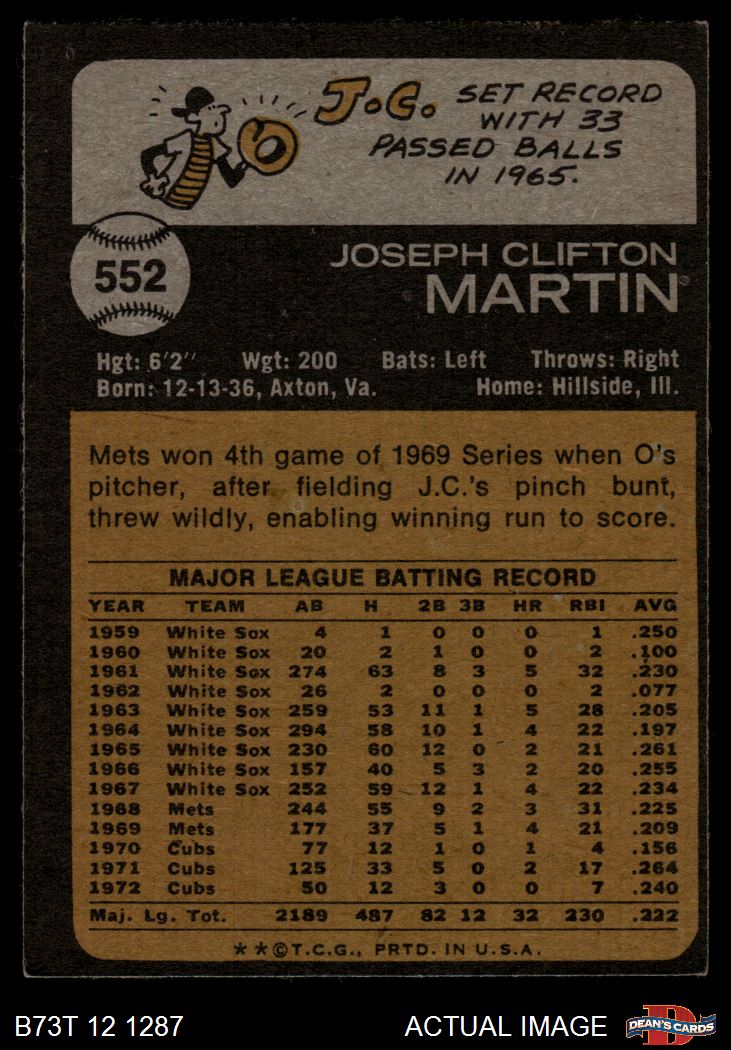 J.C. SET RECORD
WITH 33
PASSED BALLS
IN 1965.
552
JOSEPH CLIFTON
MARTIN
Hgt: 6'2" Wgt: 200 Bats: Left Throws: Right
Born: 12-13-36, Axton, Va. Home: Hillside, Ill.
Mets won 4th game of 1969 Series when O's
pitcher, after fielding J.C.'s pinch bunt,
threw wildly, enabling winning run to score.
MAJOR LEAGUE BATTING RECORD
YEAR TEAM AB H 2B 3B HR RBI AVG
1959 White Sox 4 1 0 0 0 1 .250
1960 White Sox 20 2 1 0 0 2 .100
1961 White Sox 274 63 8 3 5 32 .230
1962 White Sox 26 2 0 0 0 2 .077
1963 White Sox 259 53 11 1 5 28 .205
1964 White Sox 294 58 10 1 4 22 .197
1965 White Sox 230 60 12 0 2 21 .261
1966 White Sox 157 40 5 3 2 20 .255
1967 White Sox 252 59 12 1 4 22 .234
1968 Mets 244 55 9 2 3 31 .225
1969 Mets 177 37 5 1 4 21 .209
1970 Cubs 77 12 1 0 1 4 .156
1971 Cubs 125 33 5 0 2 17 .264
1972 Cubs 50 12 3 0 0 7 .240
Maj. Lg. Tot. 2189 487 82 12 32 230 .222
**©T.C.G., PRTD. IN U.S.A.
B73T 12 1287 ACTUAL IMAGE D DEAN'S CARDS